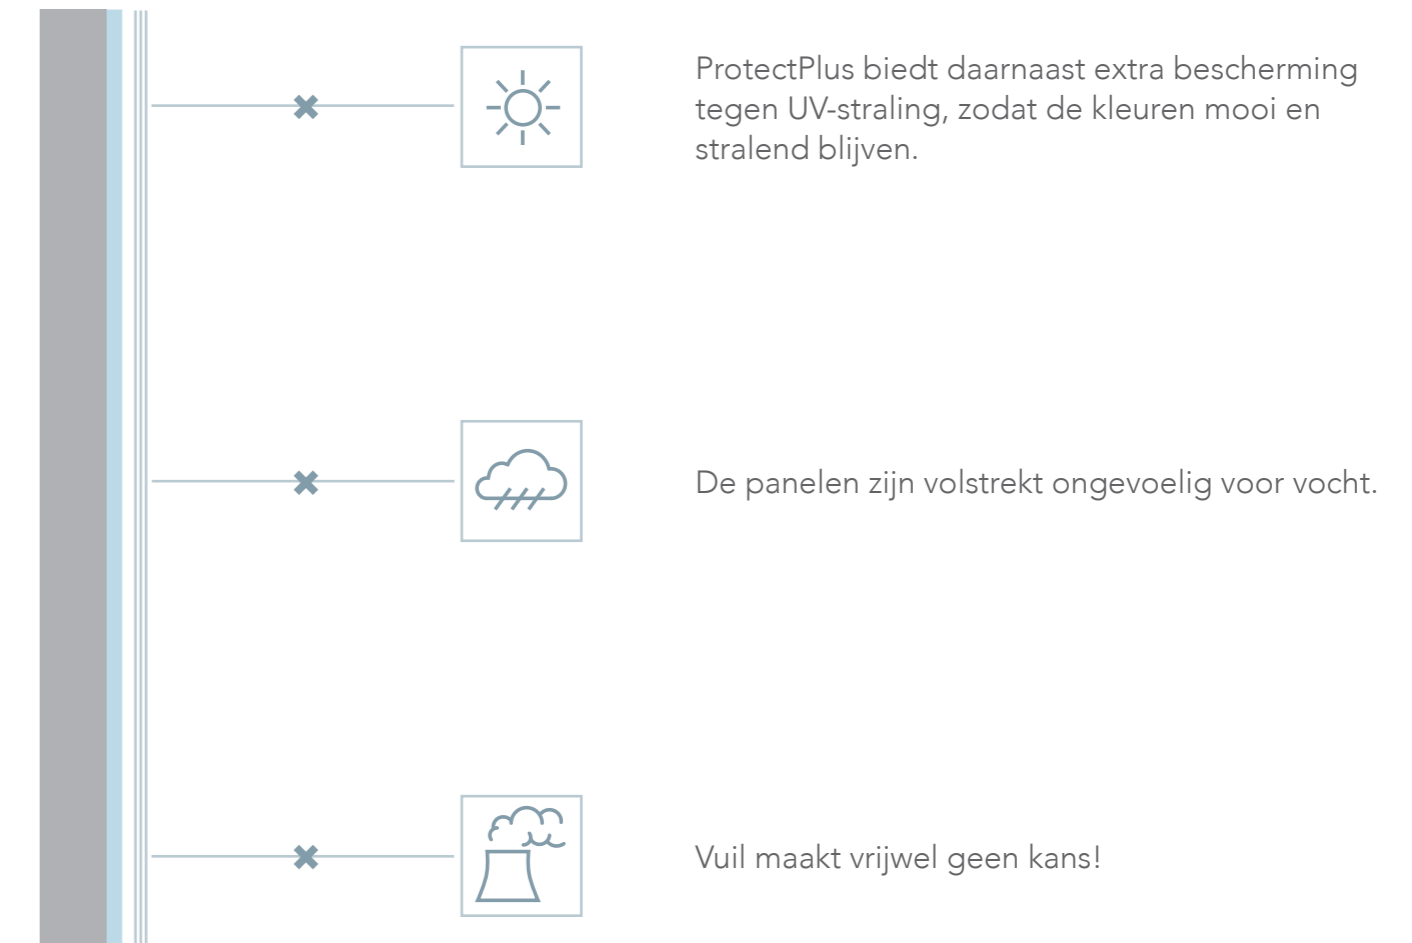 ProtectPlus biedt daarnaast extra bescherming
tegen UV-straling, zodat de kleuren mooi en
stralend blijven.
De panelen zijn volstrekt ongevoelig voor vocht.
Vuil maakt vrijwel geen kans!